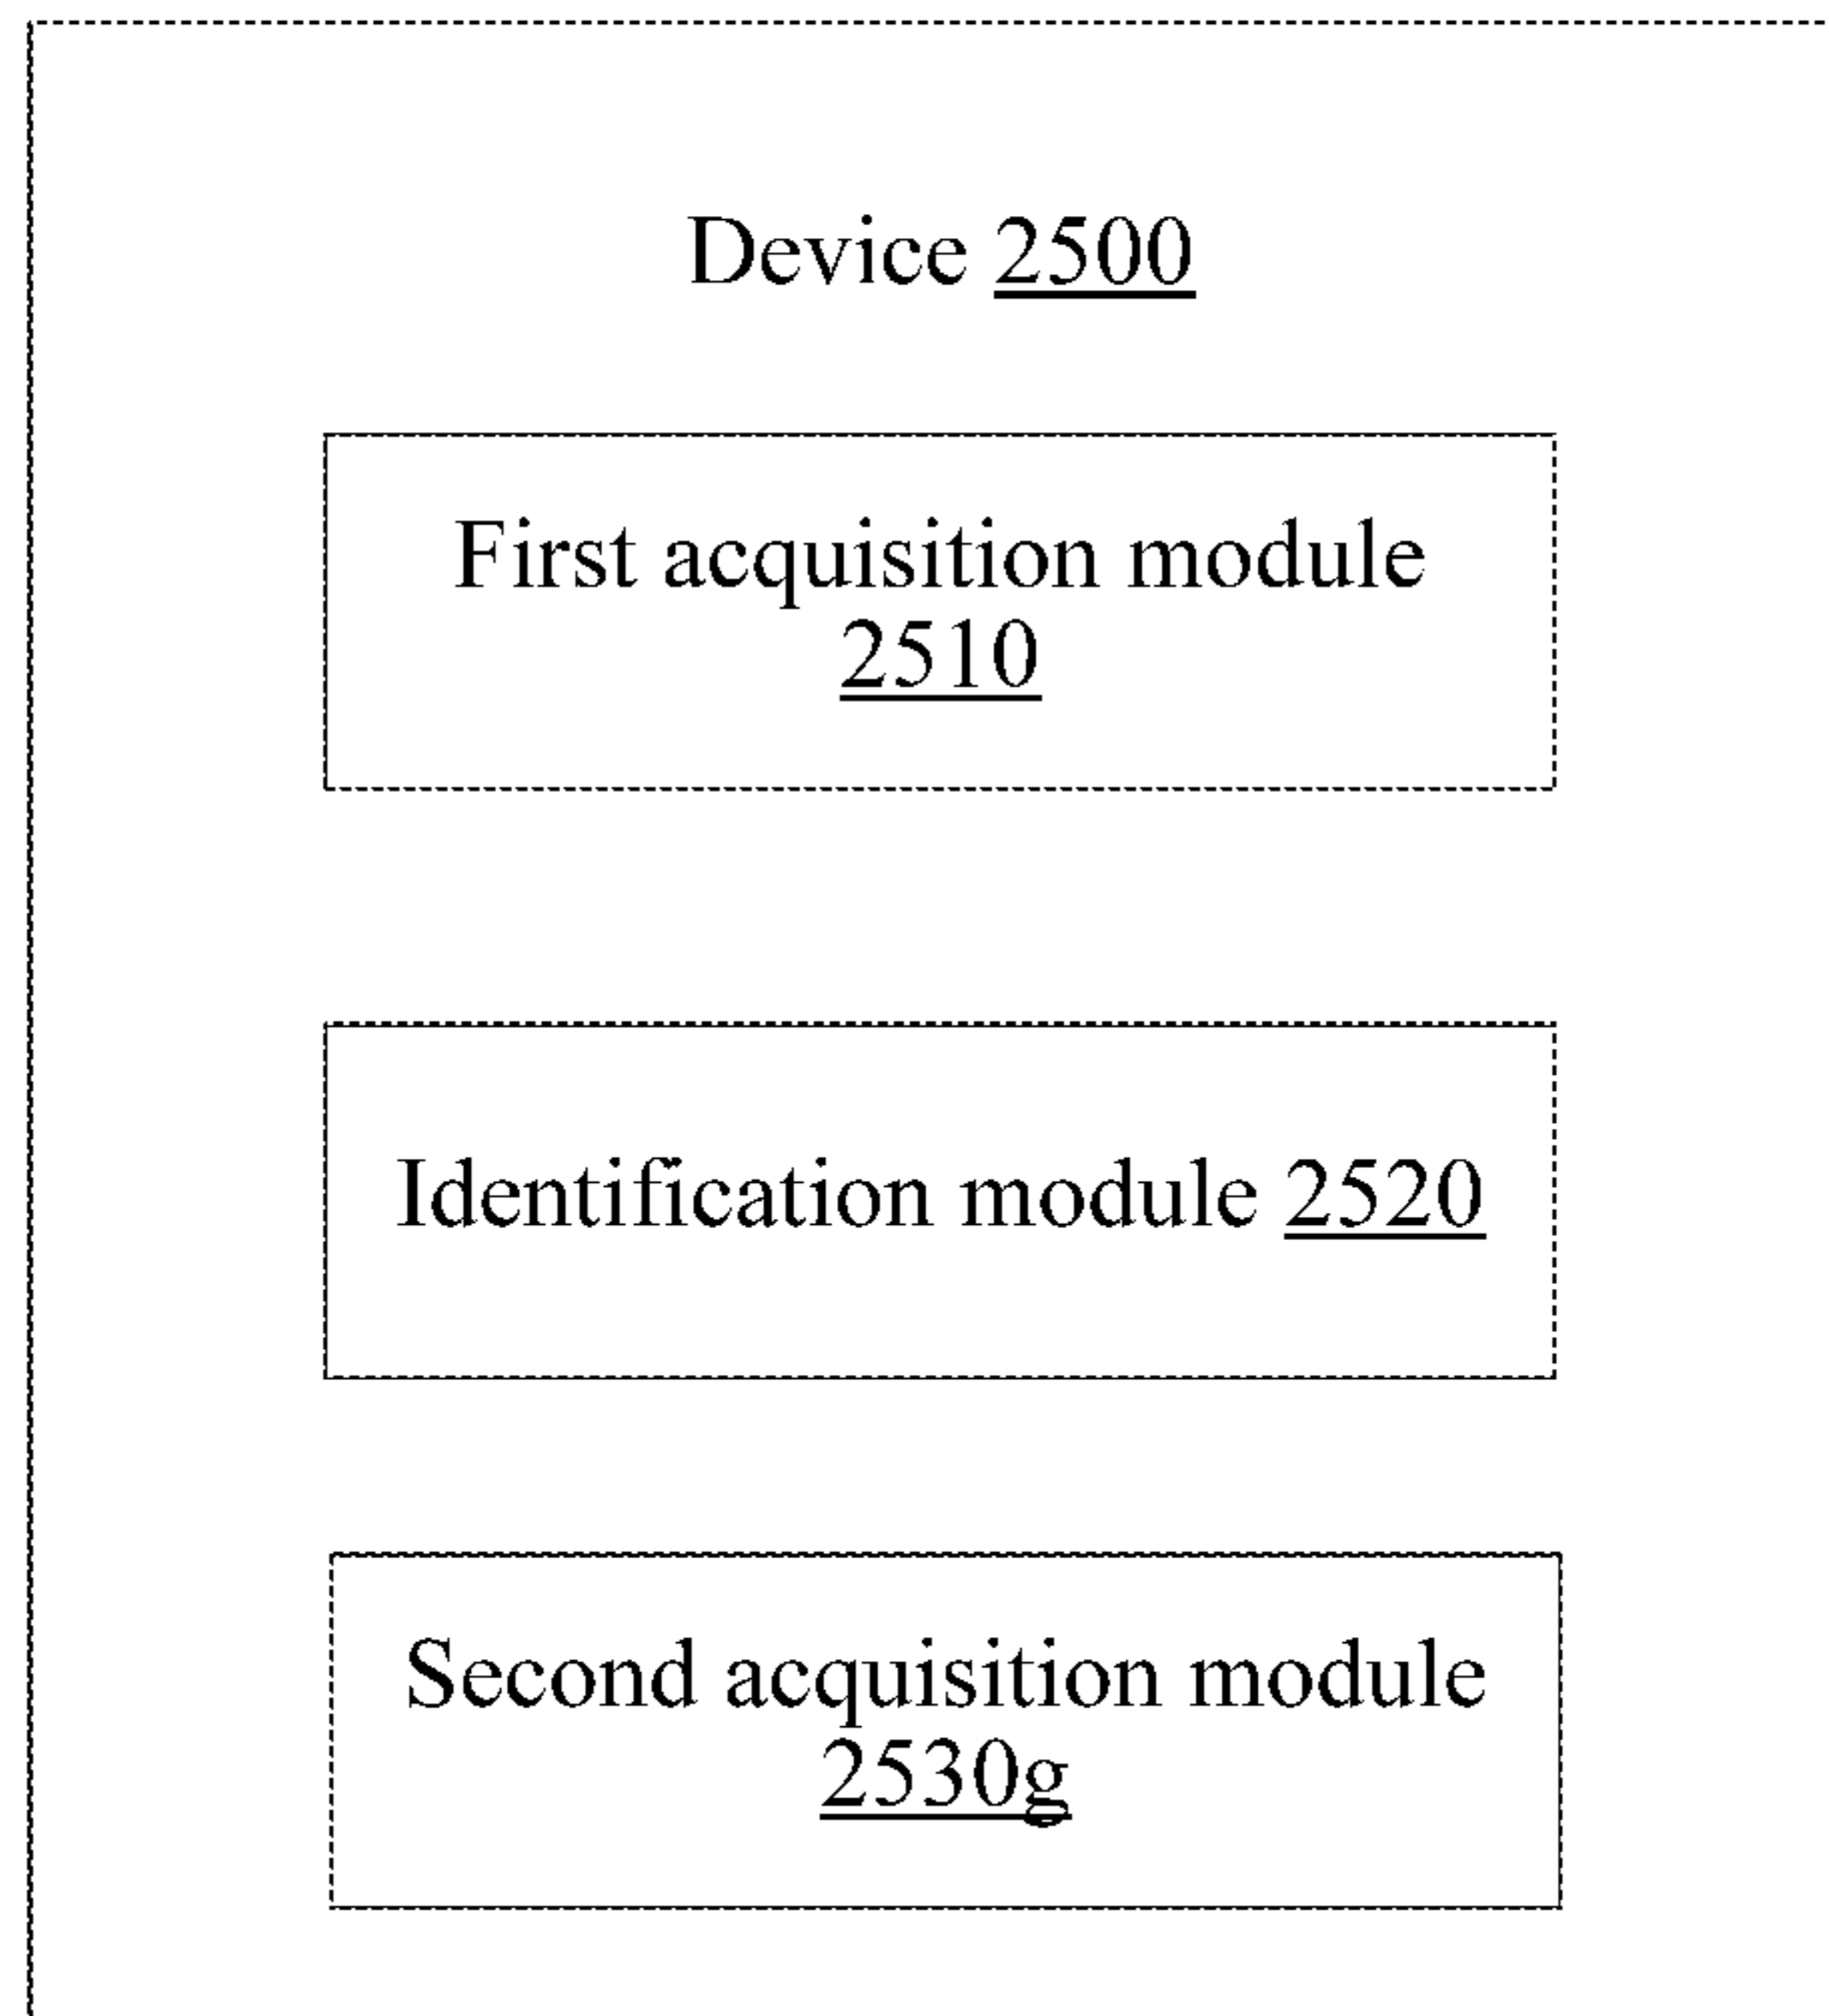 Device 2500
First acquisition module
2510
Identification module 2520
Second acquisition module
2530g